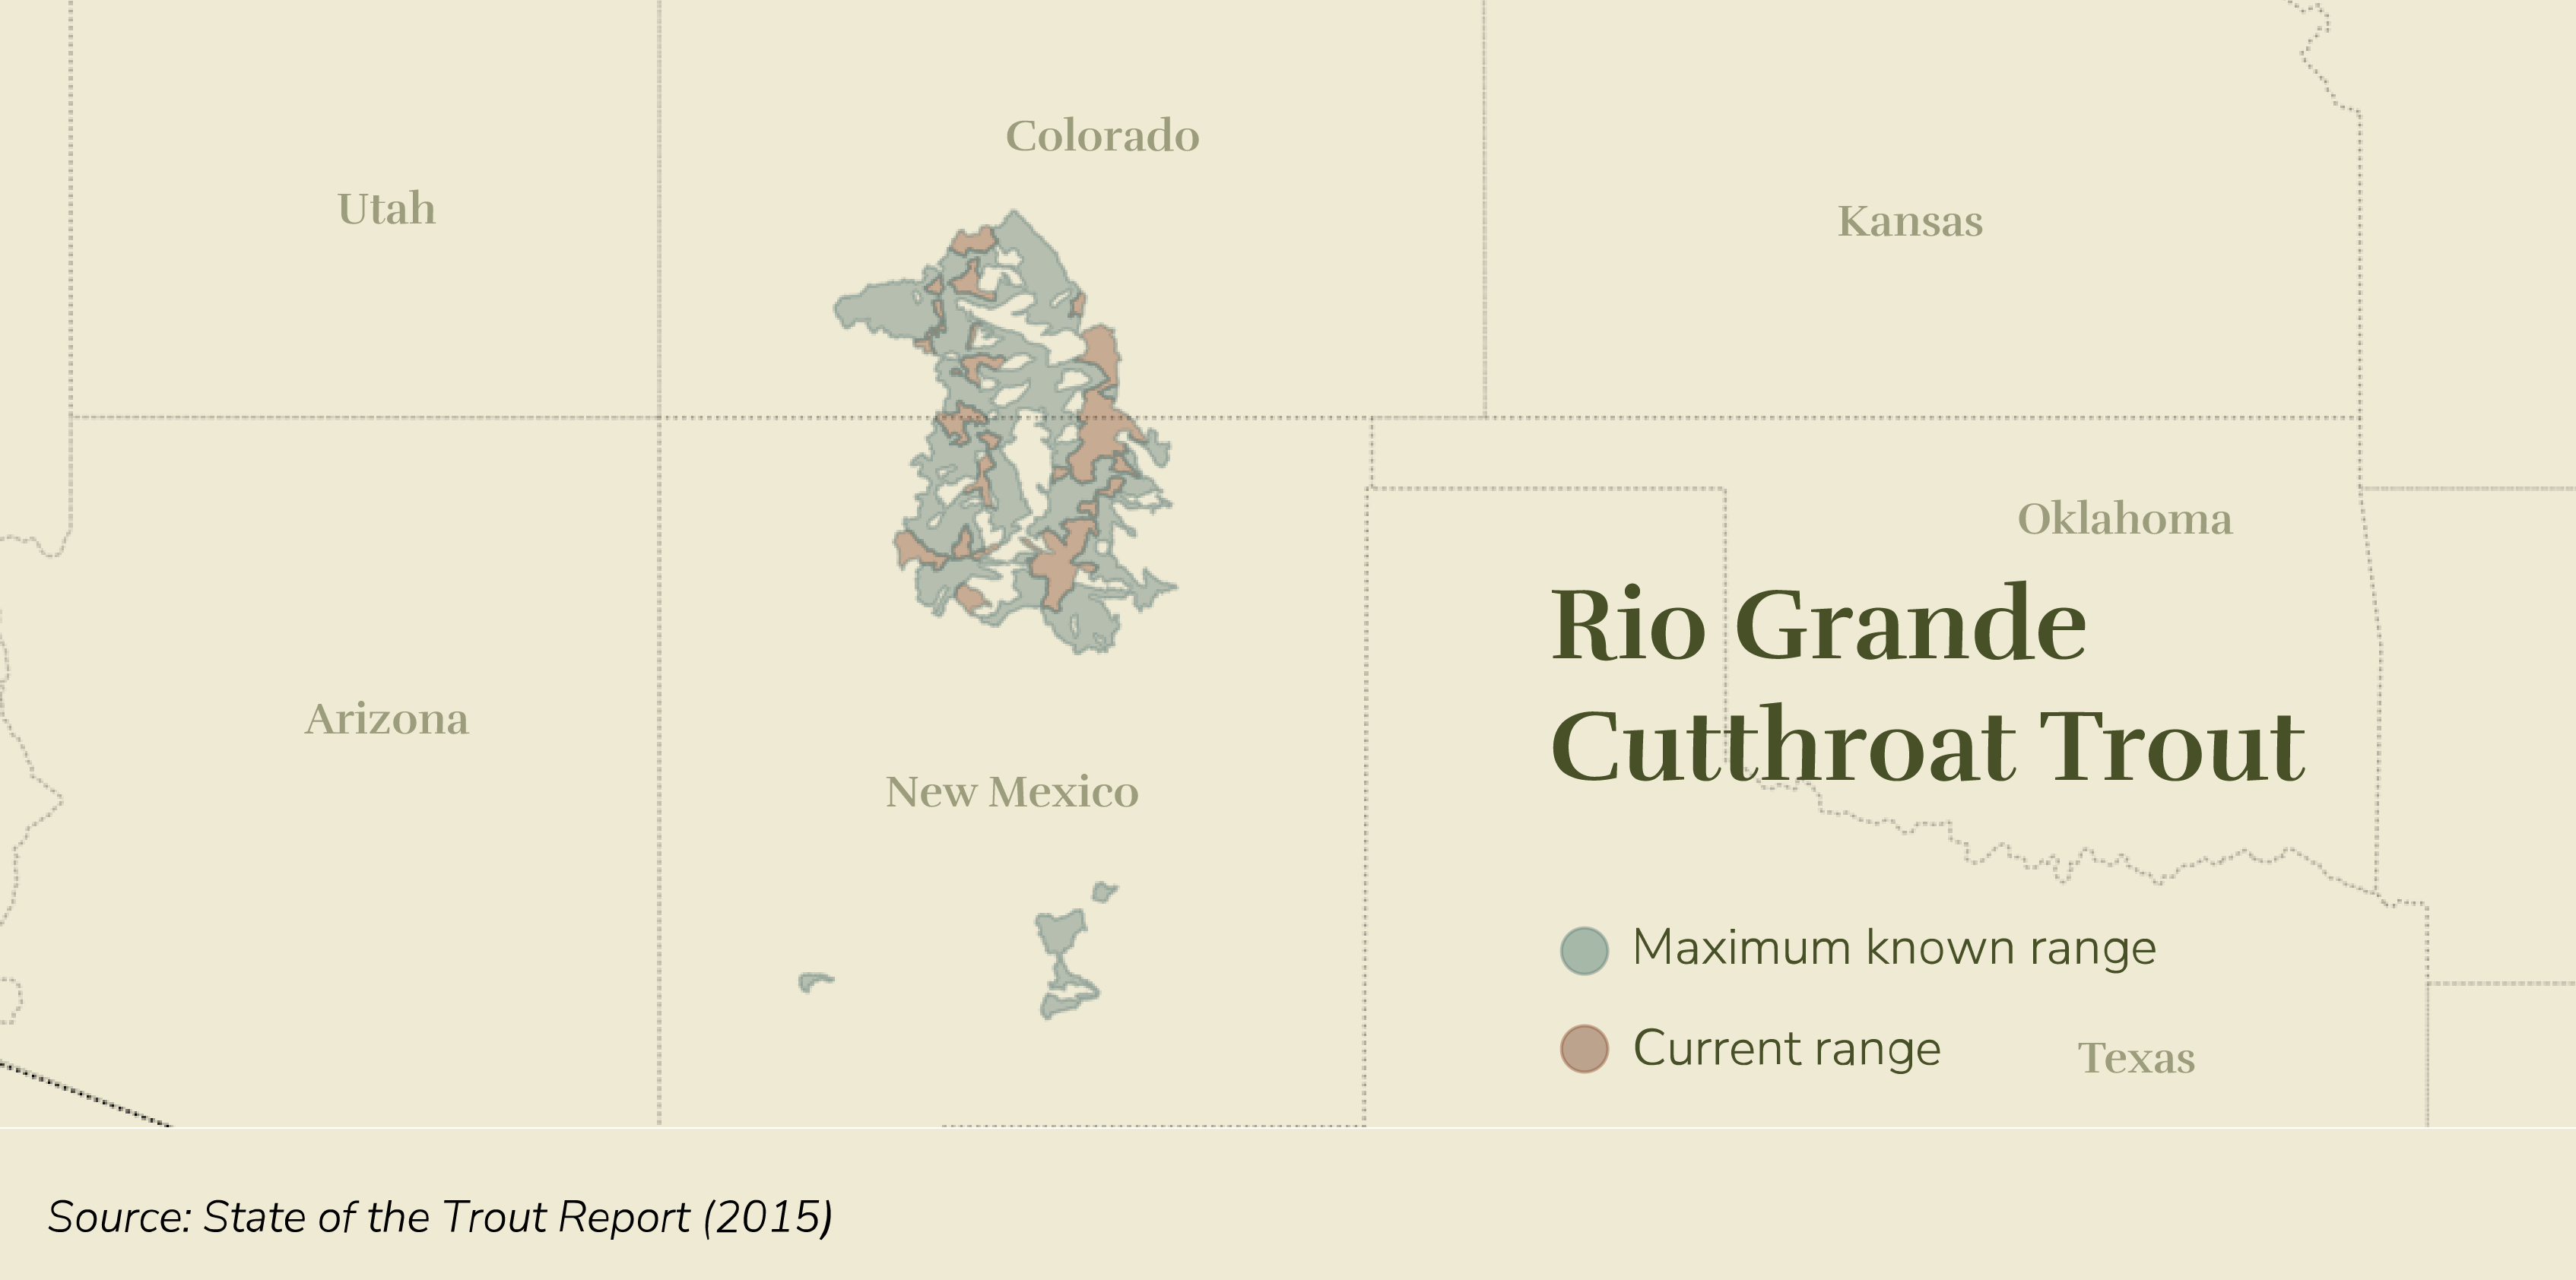 Colorado
Utah
Kansas
Oklahoma
Rio Grande
Cutthroat Trout
Arizona
New Mexico
Maximum known range
Current range
Texas
Source: State of the Trout Report (2015)